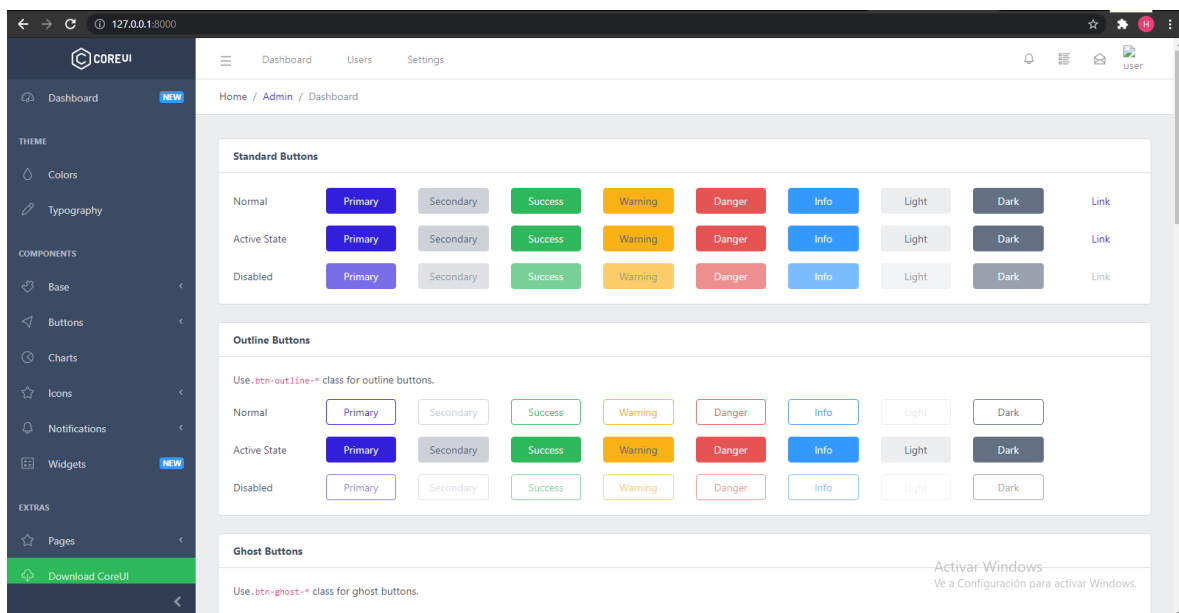 127.0.0.1:8000
H
COREUI
Dashboard Users Settings
user
Dashboard NEW
Home / Admin / Dashboard
THEME
Colors
Typography
COMPONENTS
Base
Buttons
Charts
Icons
Notifications
Widgets NEW
EXTRAS
Pages
Download CoreUI
Standard Buttons
Normal Primary Secondary Success Warning Danger Info Light Dark Link
Active State Primary Secondary Success Warning Danger Info Light Dark Link
Disabled Primary Secondary Success Warning Danger Info Light Dark Link
Outline Buttons
Use.btn-outline-* class for outline buttons.
Normal Primary Secondary Success Warning Danger Info Light Dark
Active State Primary Secondary Success Warning Danger Info Light Dark
Disabled Primary Secondary Success Warning Danger Info Light Dark
Ghost Buttons
Use.btn-ghost-* class for ghost buttons.
Activar Windows
Ve a Configuración para activar Windows.